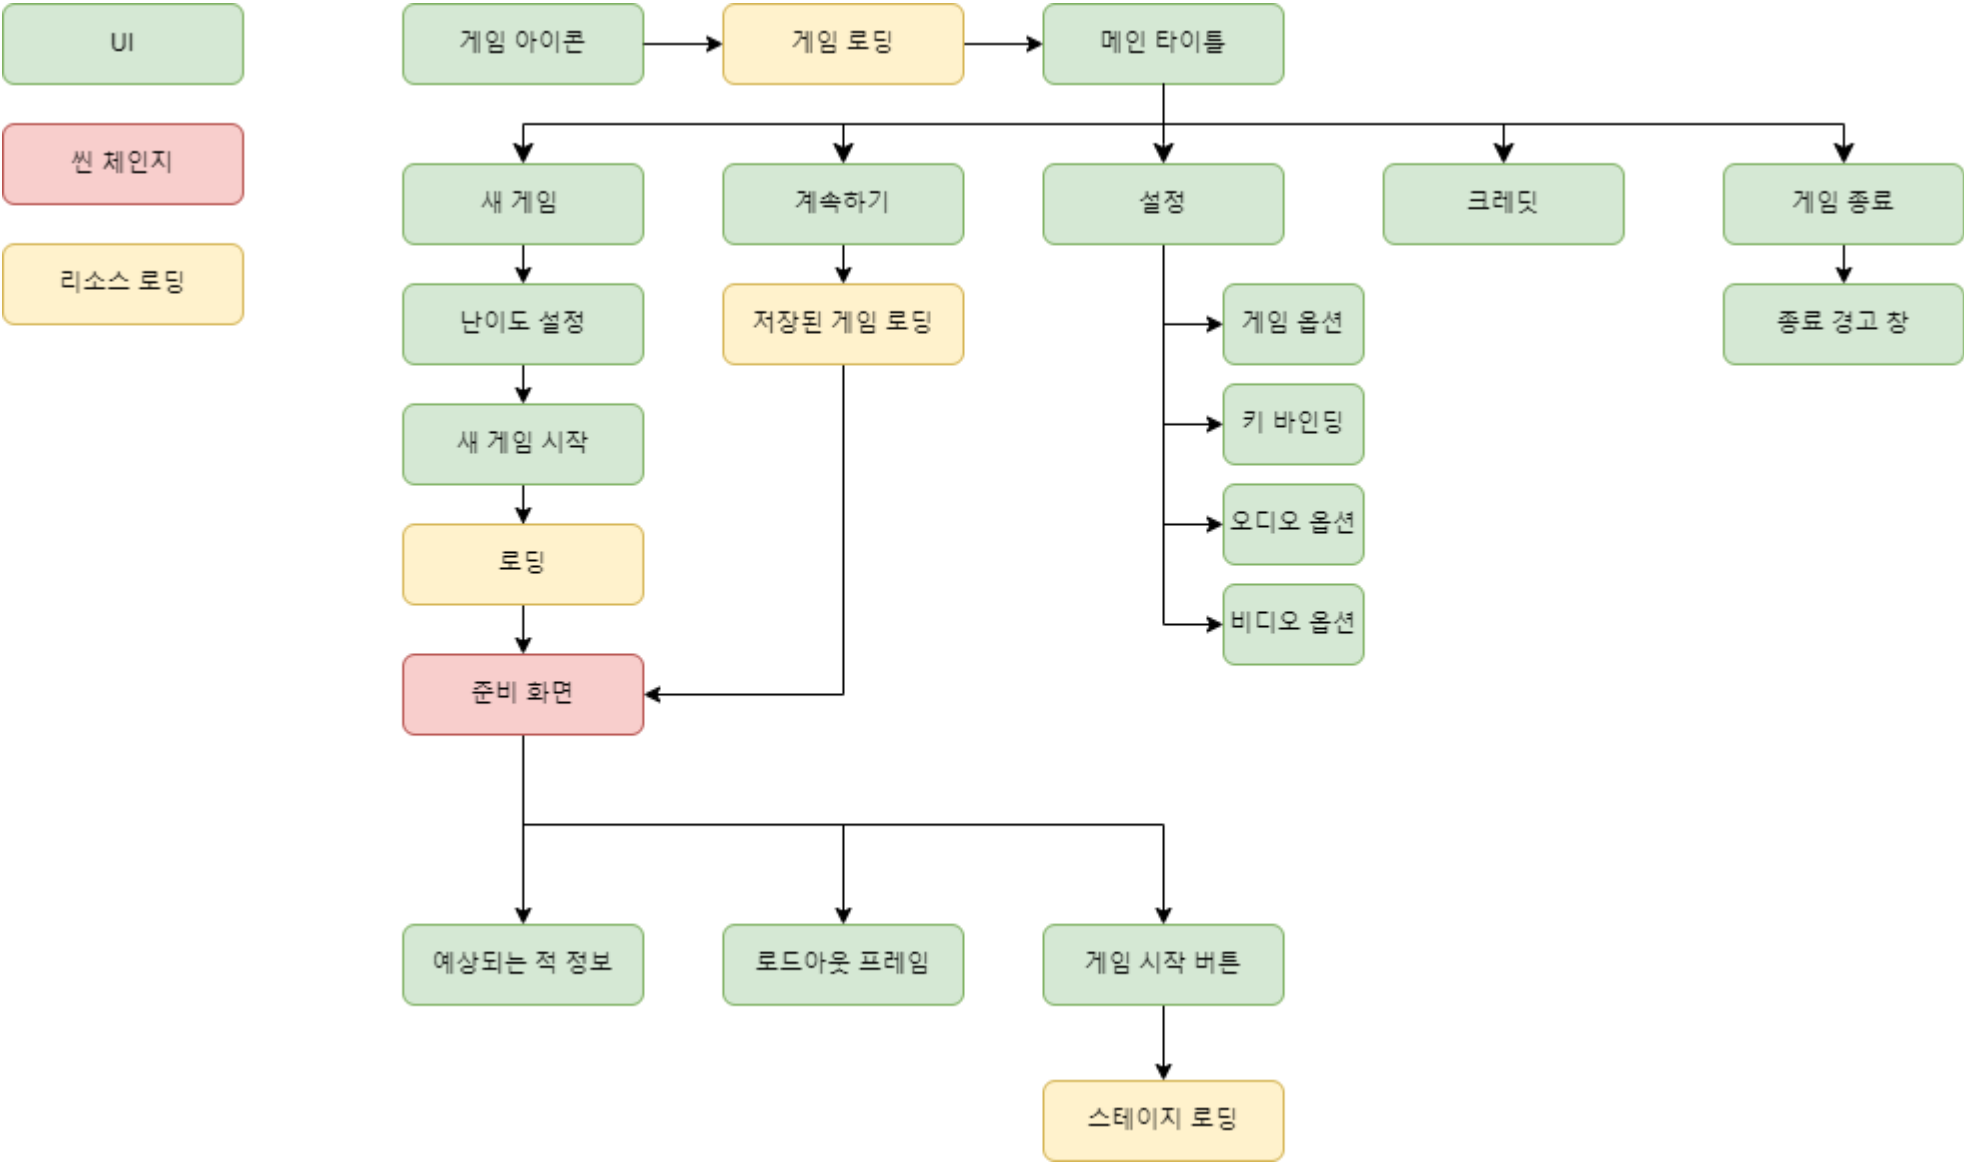 UI
씬 체인지
리소스 로딩
게임 아이콘
게임 로딩
메인 타이틀
새 게임
계속하기
설정
크레딧
게임 종료
난이도 설정
저장된 게임 로딩
게임 옵션
종료 경고 창
새 게임 시작
키 바인딩
로딩
오디오 옵션
비디오 옵션
준비 화면
예상되는 적 정보
로드아웃 프레임
게임 시작 버튼
스테이지 로딩